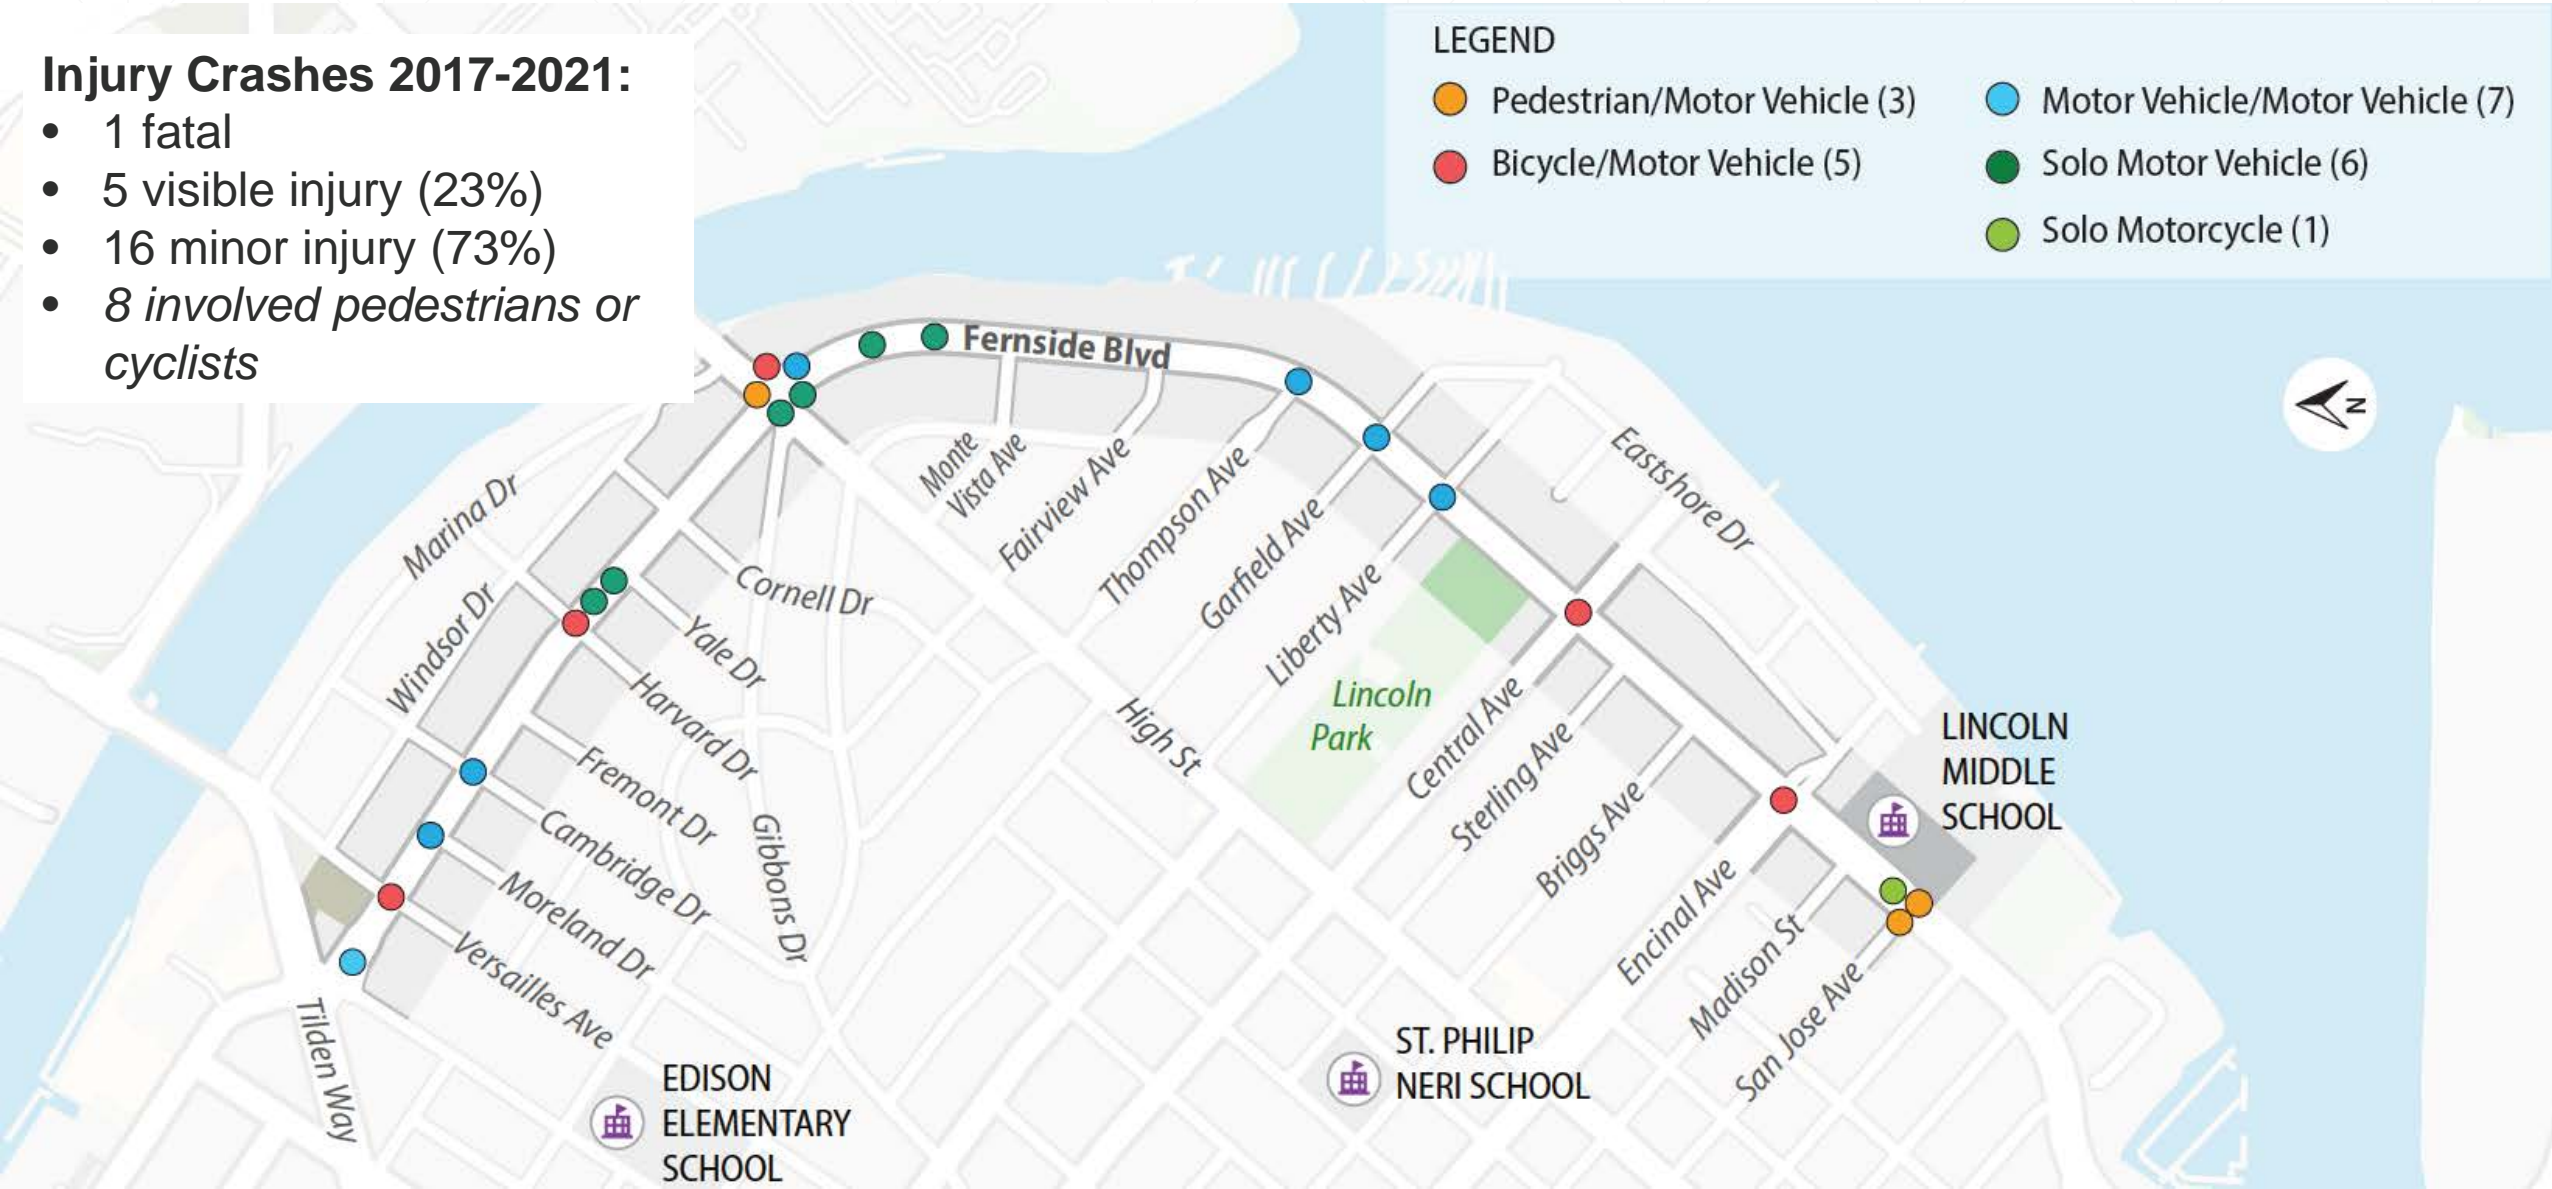 Injury Crashes 2017-2021:
• 1 fatal
• 5 visible injury (23%)
• 16 minor injury (73%)
• 8 involved pedestrians or
cyclists
LEGEND
Pedestrian/Motor Vehicle (3)
Bicycle/Motor Vehicle (5)
Motor Vehicle/Motor Vehicle (7)
Solo Motor Vehicle (6)
Solo Motorcycle (1)
N
Fernside Blvd
Monte
Vista Ave
Fairview Ave
Thompson Ave
Garfield Ave
Liberty Ave
Eastshore Dr
Marina Dr
Windsor Dr
Cornell Dr
Yale Dr
Harvard Dr
Fremont Dr
Cambridge Dr
Moreland Dr
Versailles Ave
Gibbons Dr
High St
Lincoln
Park
Central Ave
Sterling Ave
Briggs Ave
Encinal Ave
Madison St
San Jose Ave
LINCOLN
MIDDLE
SCHOOL
Tilden Way
EDISON
ELEMENTARY
SCHOOL
ST. PHILIP
NERI SCHOOL